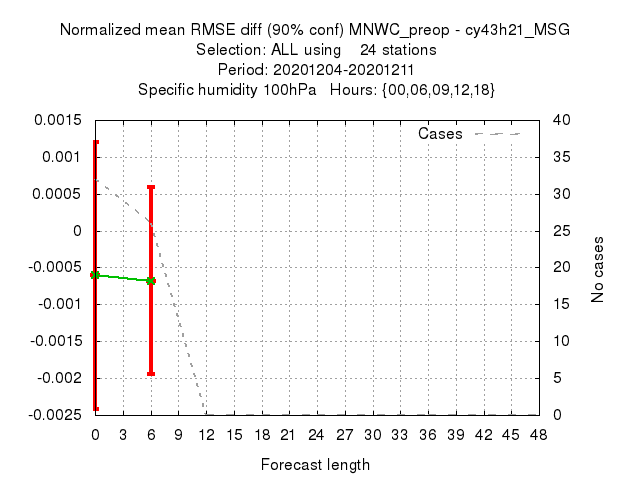 Normalized mean RMSE diff (90% conf) MNWC_preop - cy43h21_MSG
Selection: ALL using    24 stations
Period: 20201204-20201211
Specific humidity 100hPa   Hours: {00,06,09,12,18}
Cases
0.0015
0.001
0.0005
0
-0.0005
-0.001
-0.0015
-0.002
-0.0025
40
35
30
25
20
15
10
5
0
No cases
0 3 6 9 12 15 18 21 24 27 30 33 36 39 42 45 48
Forecast length